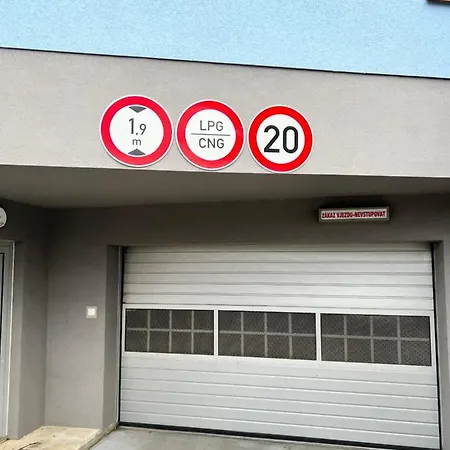 1,9
m
LPG
CNG
20
ZÁKAZ VJEZDU-NEVSTUPOVAT